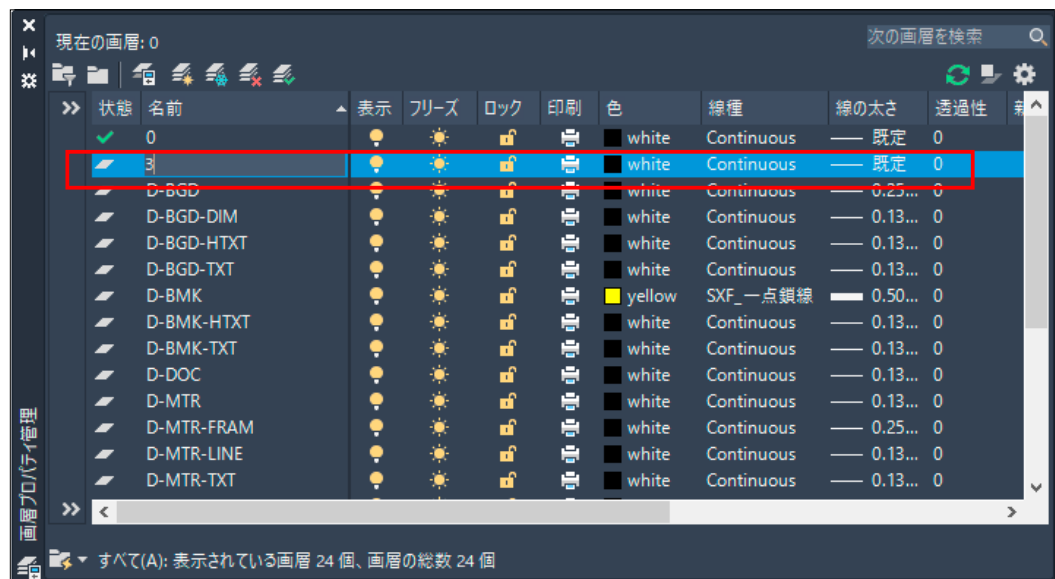 現在の画層: 0
次の画層を検索
状態 名前 表示 フリーズ ロック 印刷 色 線種 線の太さ 透過性
0 white Continuous 既定 0
3 white Continuous 既定 0
D-BGD white Continuous 0.25... 0
D-BGD-DIM white Continuous 0.13... 0
D-BGD-HTXT white Continuous 0.13... 0
D-BGD-TXT white Continuous 0.13... 0
D-BMK yellow SXF_一点鎖線 0.50... 0
D-BMK-HTXT white Continuous 0.13... 0
D-BMK-TXT white Continuous 0.13... 0
D-DOC white Continuous 0.13... 0
D-MTR white Continuous 0.13... 0
D-MTR-FRAM white Continuous 0.25... 0
D-MTR-LINE white Continuous 0.13... 0
D-MTR-TXT white Continuous 0.13... 0
すべて(A): 表示されている画層 24 個、画層の総数 24 個
画層プロパティ管理